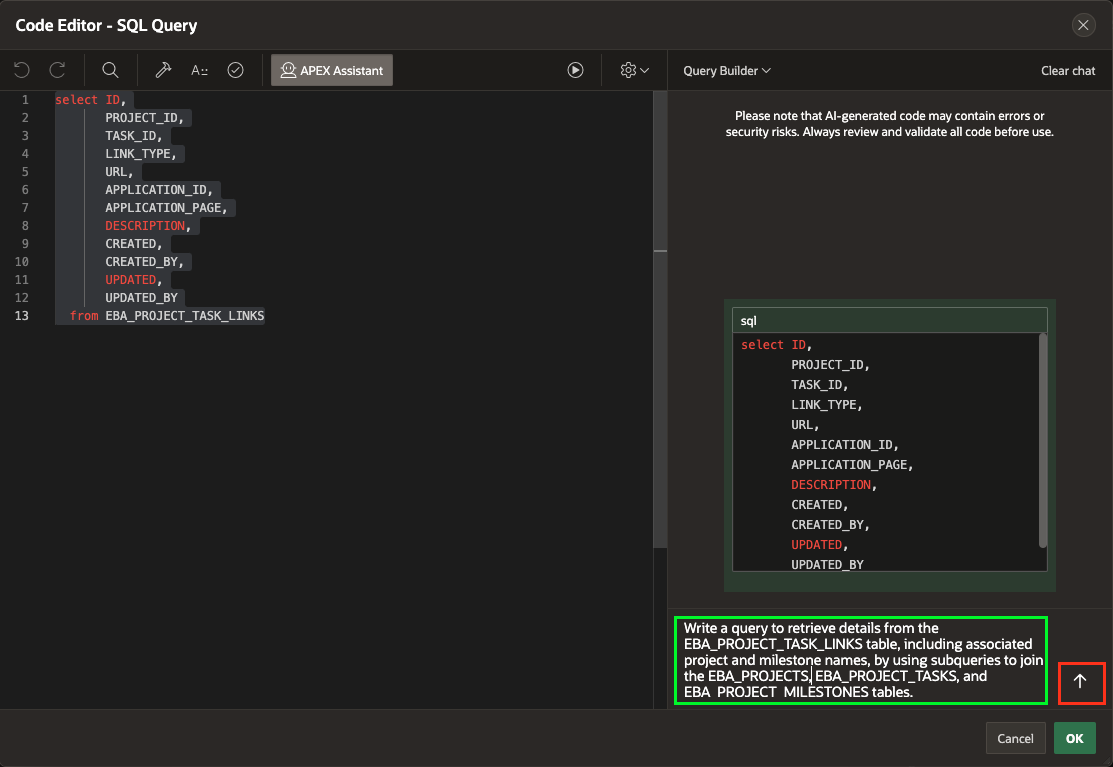 Code Editor - SQL Query
APEX Assistant
Query Builder
Clear chat
1 select ID,
2 PROJECT_ID,
3 TASK_ID,
4 LINK_TYPE,
5 URL,
6 APPLICATION_ID,
7 APPLICATION_PAGE,
8 DESCRIPTION,
9 CREATED,
10 CREATED_BY,
11 UPDATED,
12 UPDATED_BY
13 from EBA_PROJECT_TASK_LINKS
Please note that AI-generated code may contain errors or
security risks. Always review and validate all code before use.
sql
select ID,
PROJECT_ID,
TASK_ID,
LINK_TYPE,
URL,
APPLICATION_ID,
APPLICATION_PAGE,
DESCRIPTION,
CREATED,
CREATED_BY,
UPDATED,
UPDATED_BY
Write a query to retrieve details from the
EBA_PROJECT_TASK_LINKS table, including associated
project and milestone names, by using subqueries to join
the EBA_PROJECTS, EBA_PROJECT_TASKS, and
EBA_PROJECT_MILESTONES tables.
Cancel
OK